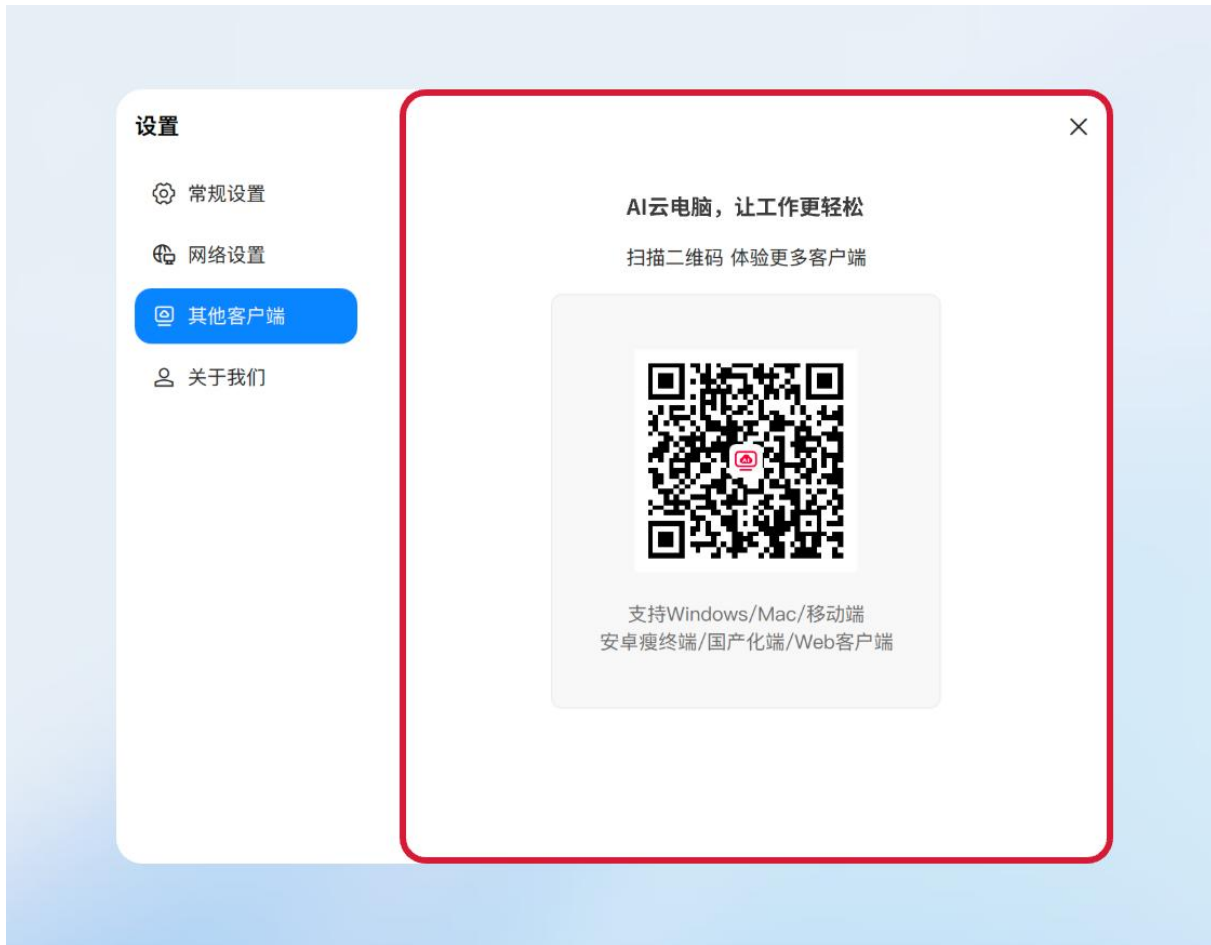 设置
常规设置
网络设置
其他客户端
关于我们
AI云电脑，让工作更轻松
扫描二维码 体验更多客户端
AI
支持Windows/Mac/移动端
安卓瘦终端/国产化端/Web客户端